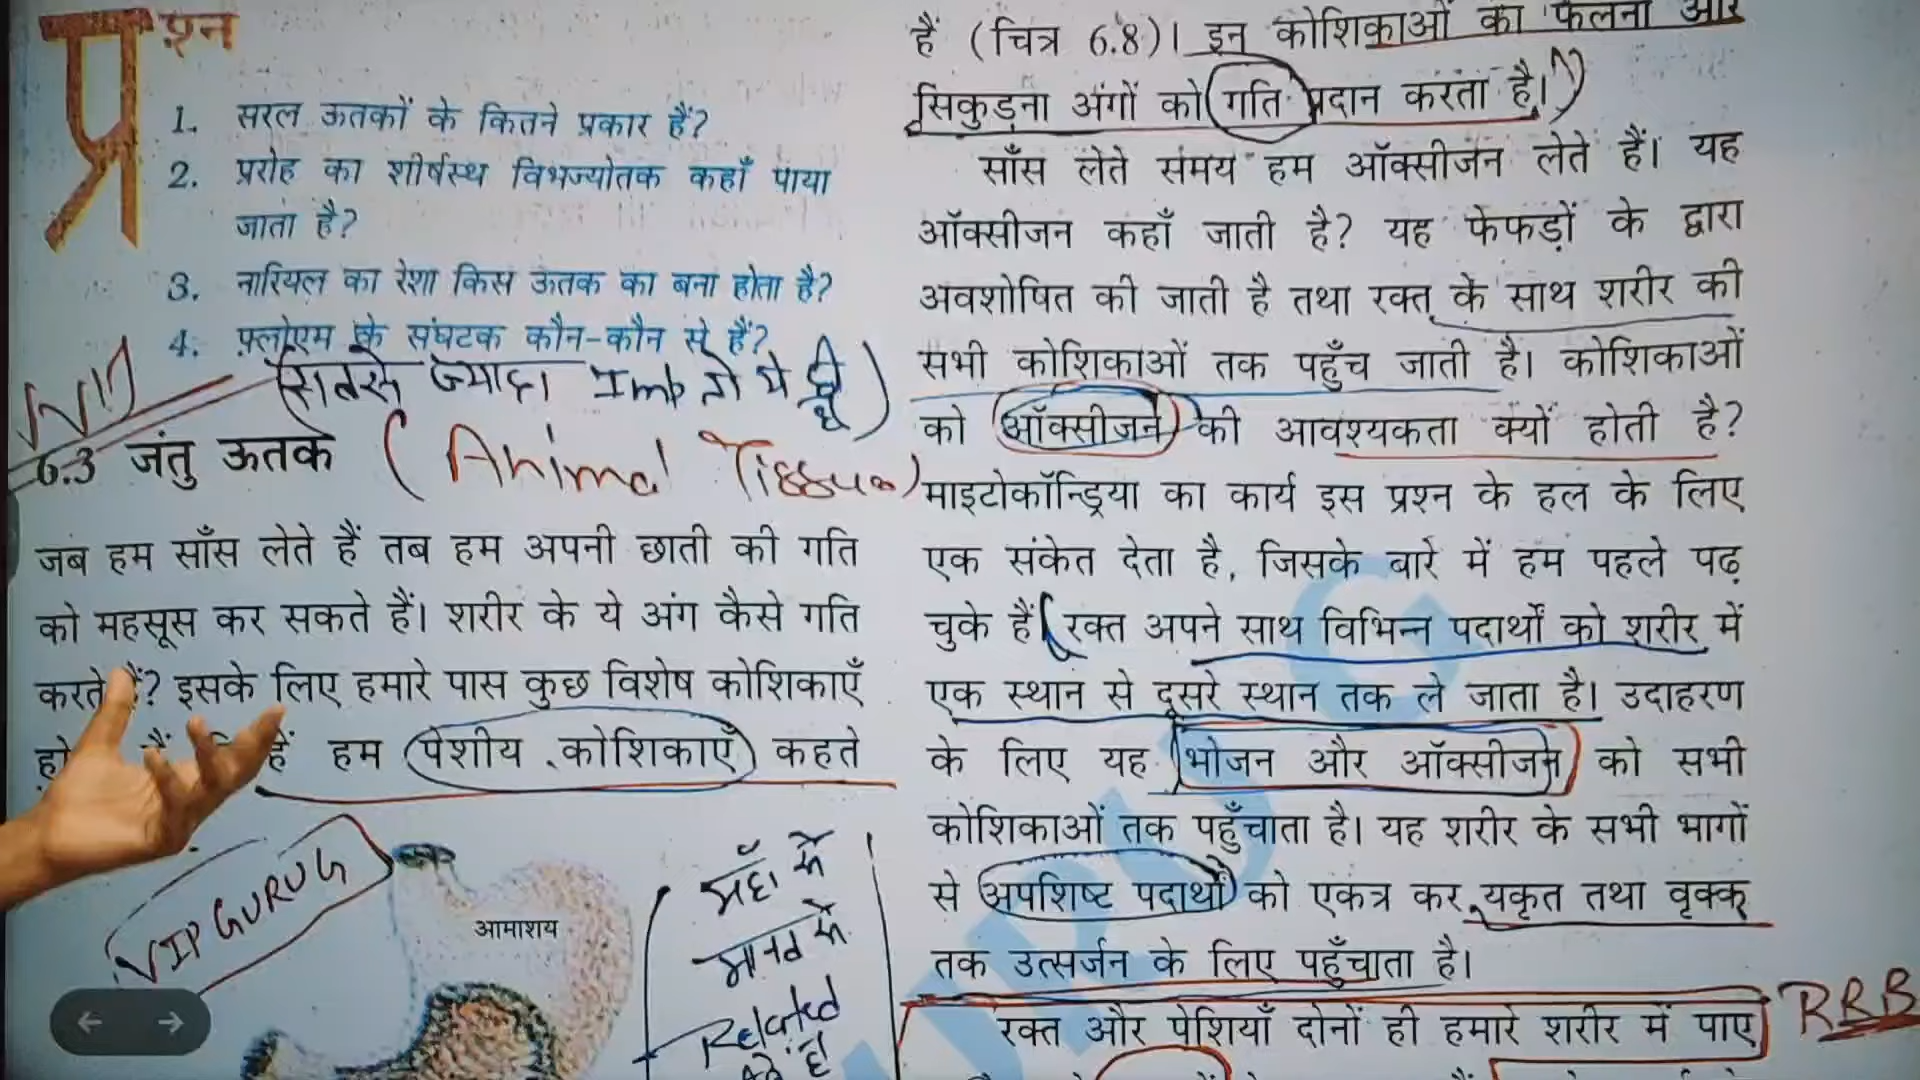 प्रश्न
1. सरल ऊतकों के कितने प्रकार हैं?
2. प्ररोह का शीर्षस्थ विभज्योतक कहाँ पाया
जाता है?
3. नारियल का रेशा किस ऊतक का बना होता है?
4. फ़्लोएम के संघटक कौन-कौन से हैं?
सबसे ज्यादा Imp तो ये ही
6.3 जंतु ऊतक (Animal Tissue)
जब हम साँस लेते हैं तब हम अपनी छाती की गति
को महसूस कर सकते हैं। शरीर के ये अंग कैसे गति
करते हैं? इसके लिए हमारे पास कुछ विशेष कोशिकाएँ
हम पेशीय कोशिकाएँ कहते
VIP GURUG
आमाशय
यहाँ से
मानव से
Related
हैं (चित्र 6.8)। इन कोशिकाओं का फैलना और
सिकुड़ना अंगों को गति प्रदान करता है।
साँस लेते समय हम ऑक्सीजन लेते हैं। यह
ऑक्सीजन कहाँ जाती है? यह फेफड़ों के द्वारा
अवशोषित की जाती है तथा रक्त के साथ शरीर की
सभी कोशिकाओं तक पहुँच जाती है। कोशिकाओं
को ऑक्सीजन की आवश्यकता क्यों होती है?
माइटोकॉन्ड्रिया का कार्य इस प्रश्न के हल के लिए
एक संकेत देता है, जिसके बारे में हम पहले पढ़
चुके हैं। रक्त अपने साथ विभिन्न पदार्थों को शरीर में
एक स्थान से दूसरे स्थान तक ले जाता है। उदाहरण
के लिए यह भोजन और ऑक्सीजन को सभी
कोशिकाओं तक पहुँचाता है। यह शरीर के सभी भागों
से अपशिष्ट पदार्थों को एकत्र कर यकृत तथा वृक्क
तक उत्सर्जन के लिए पहुँचाता है।
रक्त और पेशियाँ दोनों ही हमारे शरीर में पाए
RRB